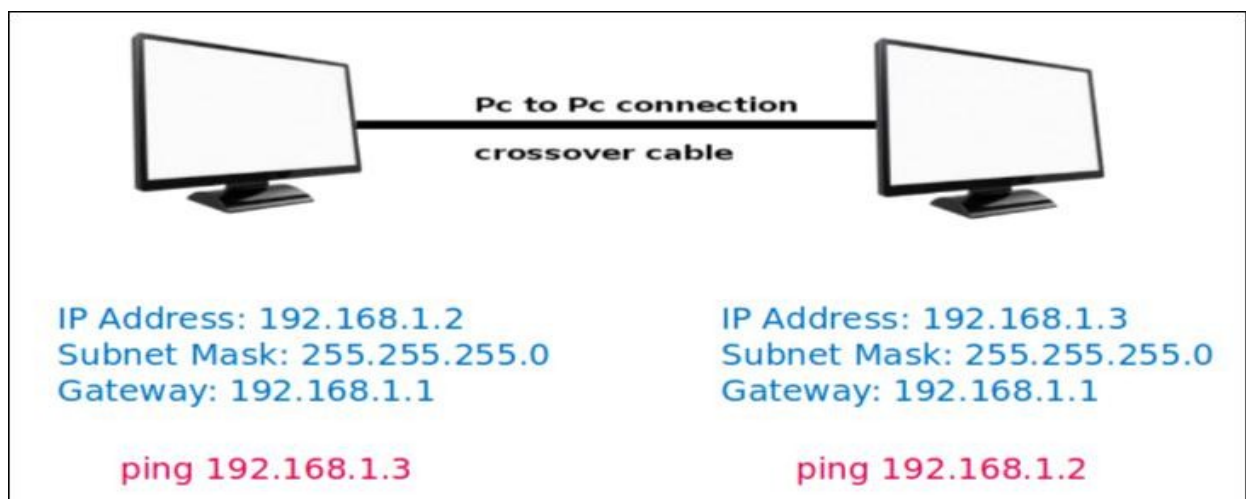 Pc to Pc connection
crossover cable
IP Address: 192.168.1.2
Subnet Mask: 255.255.255.0
Gateway: 192.168.1.1
ping 192.168.1.3
IP Address: 192.168.1.3
Subnet Mask: 255.255.255.0
Gateway: 192.168.1.1
ping 192.168.1.2